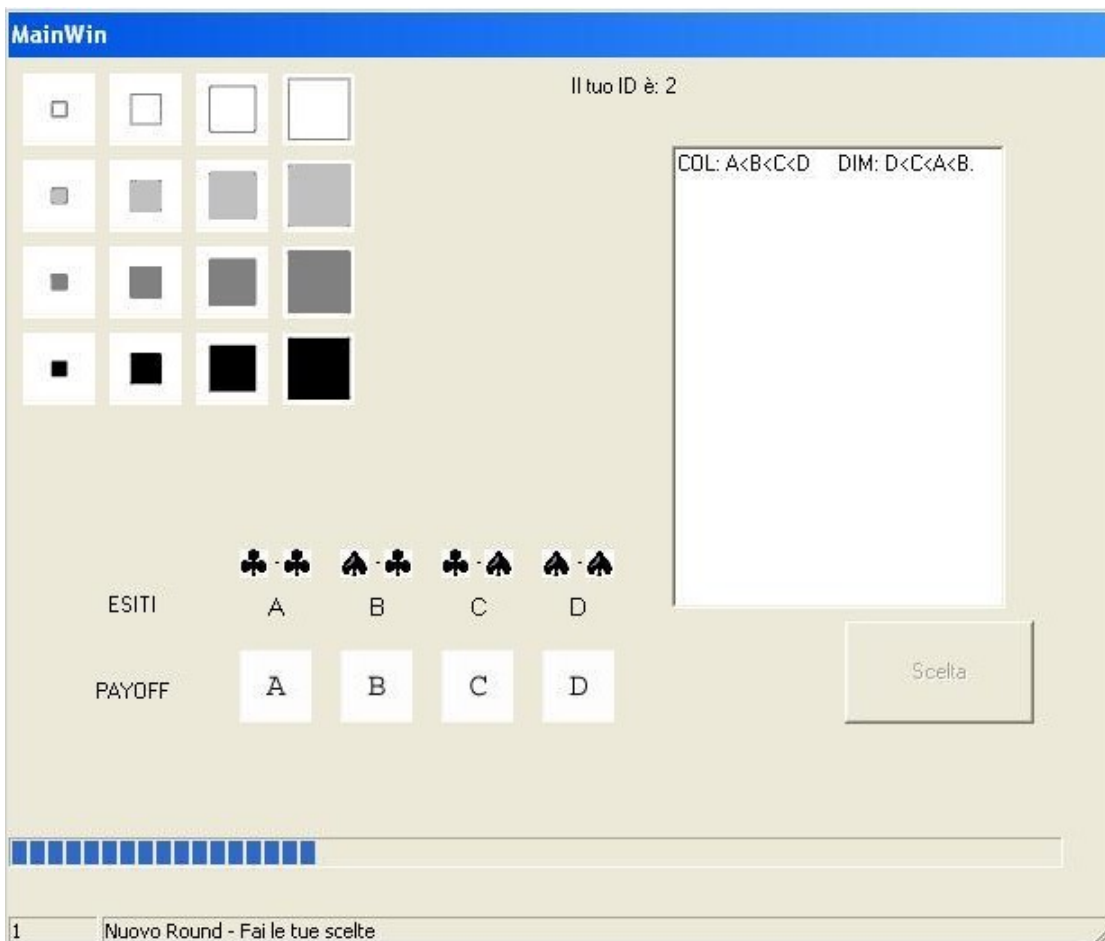 MainWin
Il tuo ID è: 2
COL: A<B<C<D DIM: D<C<A<B.
ESITI A B C D
PAYOFF A B C D
Scelta
1 Nuovo Round - Fai le tue scelte